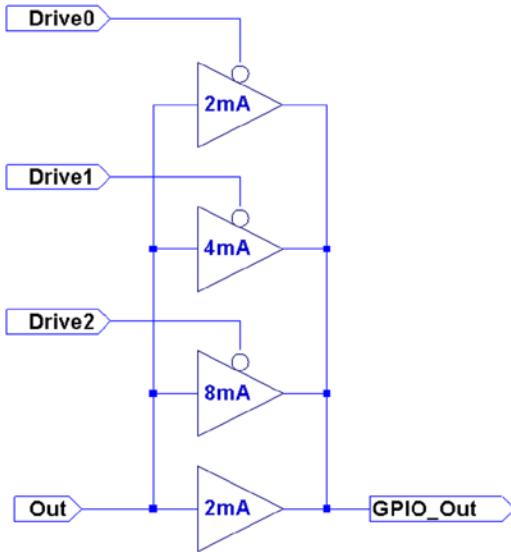 Drive0
2mA
Drive1
4mA
Drive2
8mA
Out
2mA
GPIO_Out